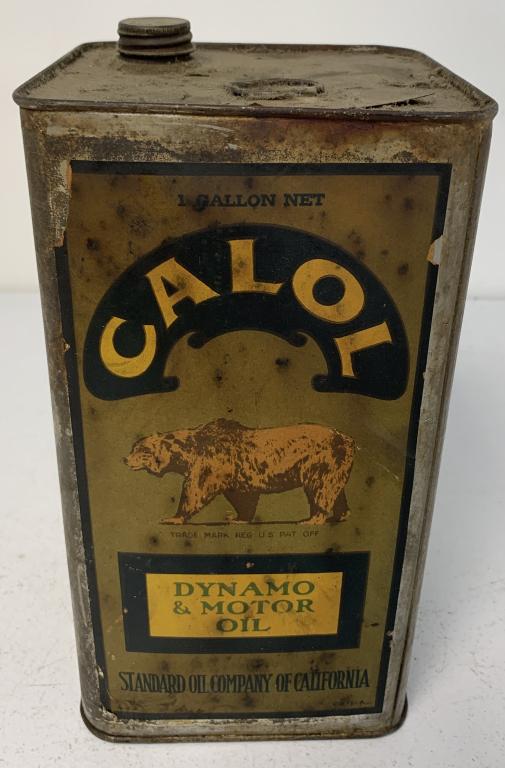 1 GALLON NET
CALOL
TRADE MARK REG U.S PAT OFF
DYNAMO
& MOTOR
OIL
STANDARD OIL COMPANY OF CALIFORNIA